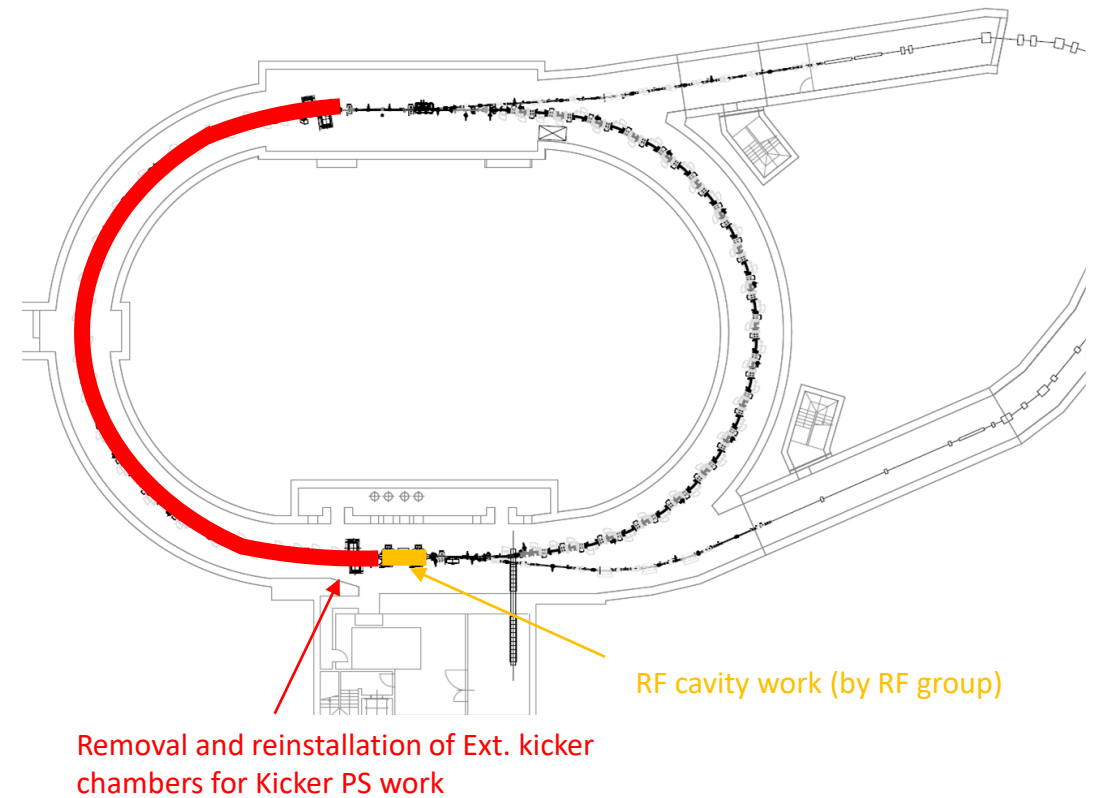 RF cavity work (by RF group)
Removal and reinstallation of Ext. kicker
chambers for Kicker PS work